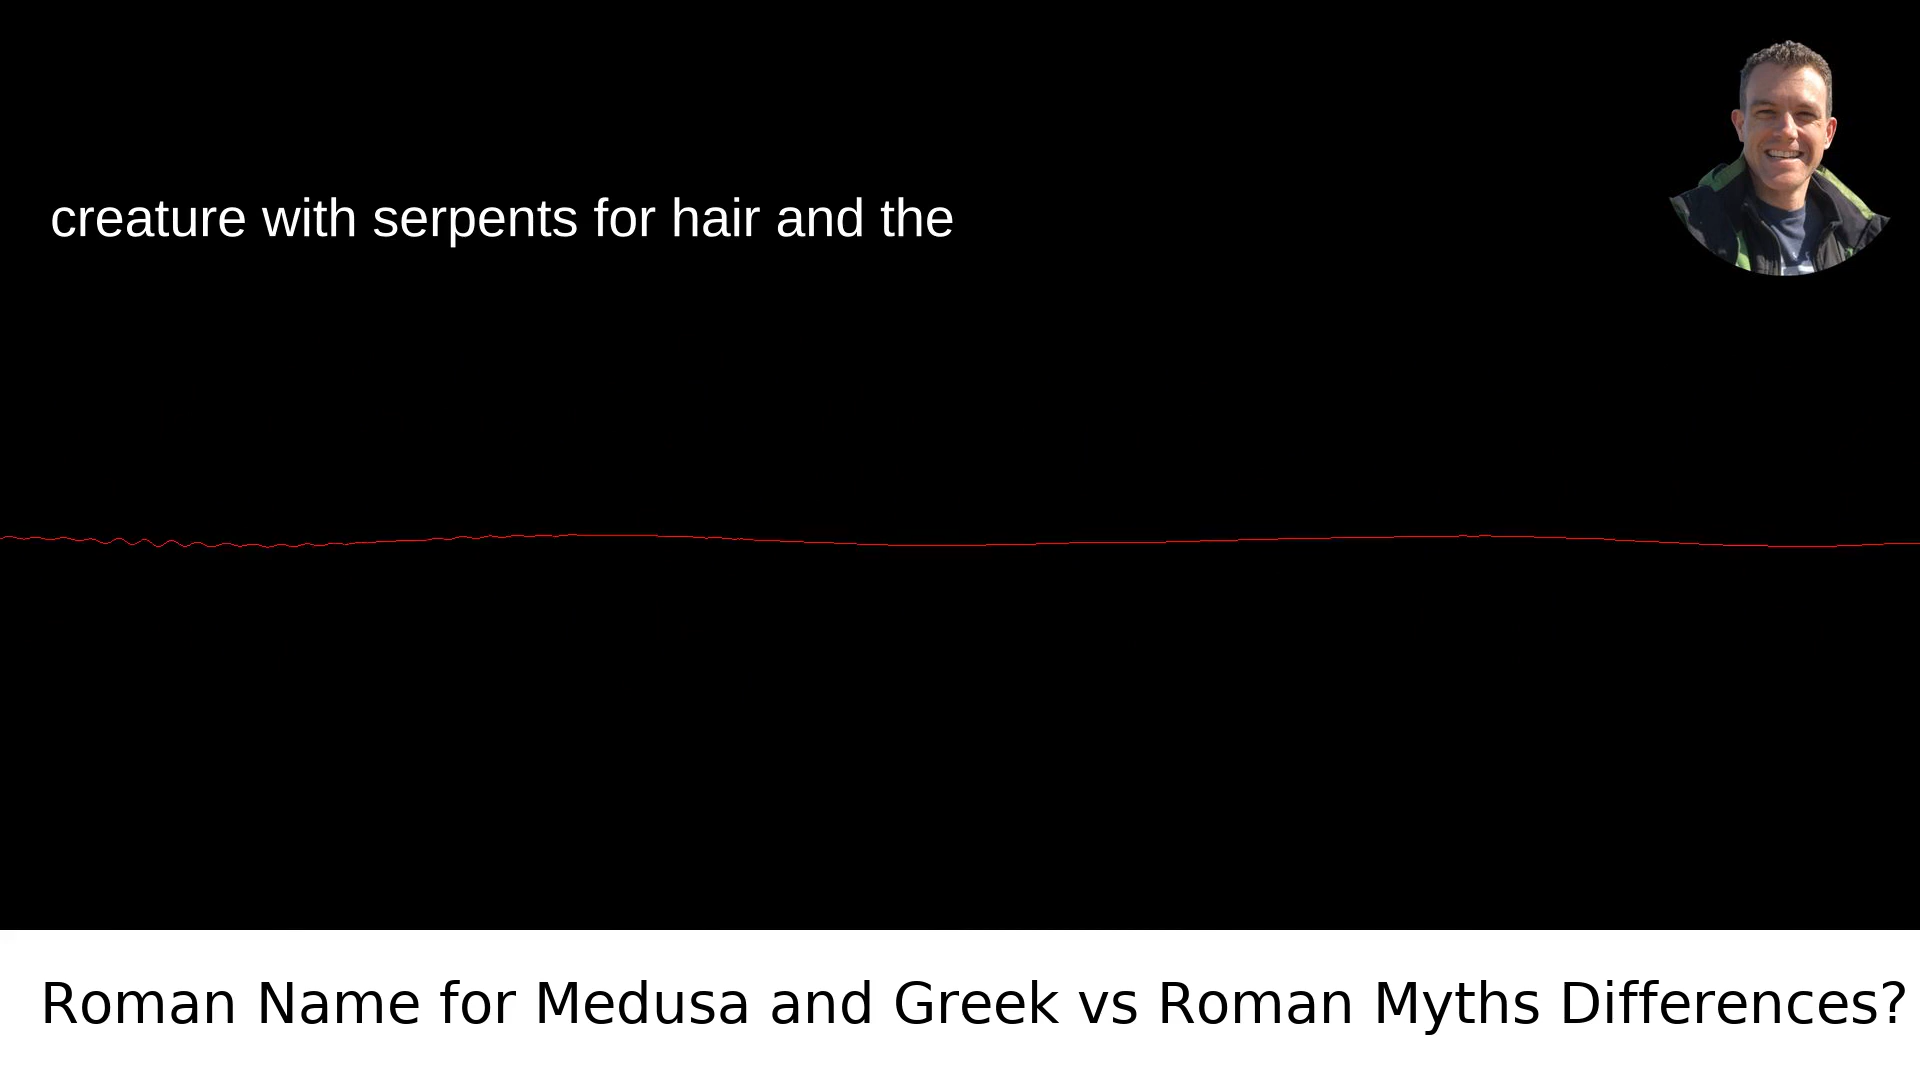 creature with serpents for hair and the
Roman Name for Medusa and Greek vs Roman Myths Differences?